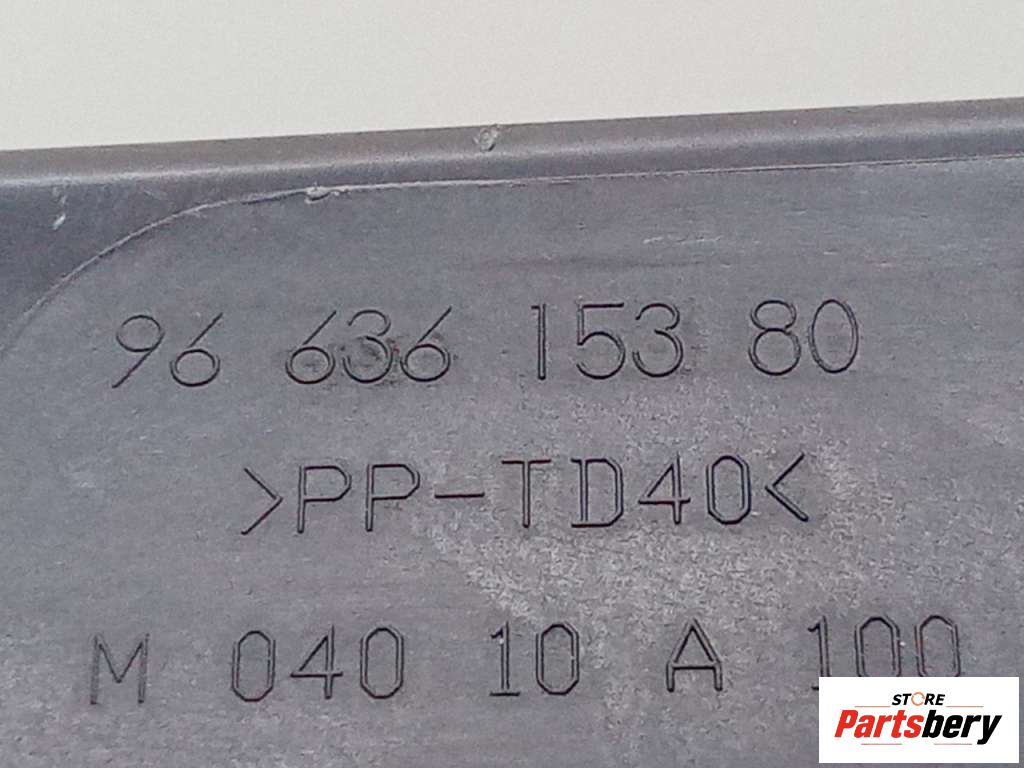 96 636 153 80
>PP-TD40<
M 040 10 A 100
STORE
Partsbery